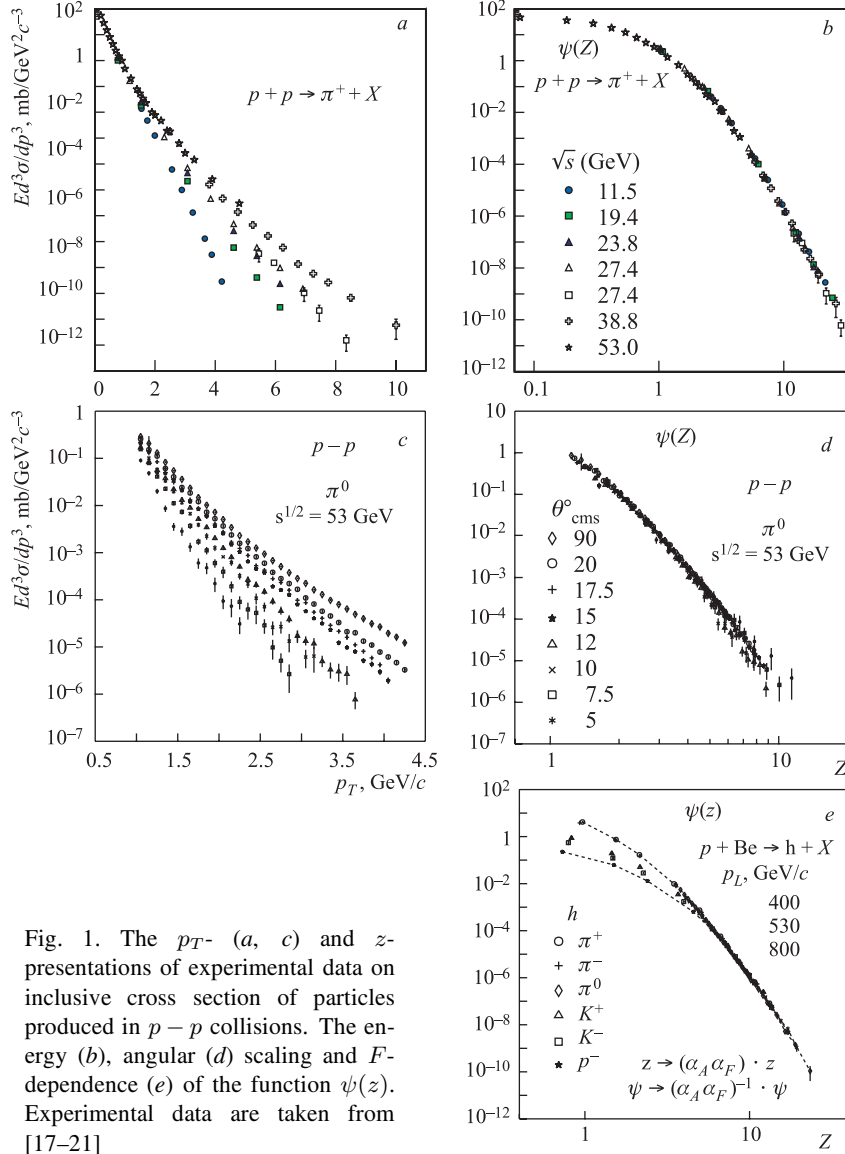 10²
1
10⁻²
10⁻⁴
10⁻⁶
10⁻⁸
10⁻¹⁰
10⁻¹²
Ed³σ/dp³, mb/GeV²c⁻³
a
p + p → π⁺ + X
0 2 4 6 8 10
10²
1
10⁻²
10⁻⁴
10⁻⁶
10⁻⁸
10⁻¹⁰
10⁻¹²
b
ψ(Z)
p + p → π⁺ + X
√s (GeV)
11.5
19.4
23.8
27.4
27.4
38.8
53.0
0.1 1.0 10
1
10⁻¹
10⁻²
10⁻³
10⁻⁴
10⁻⁵
10⁻⁶
10⁻⁷
Ed³σ/dp³, mb/GeV²c⁻³
c
p – p
π⁰
s¹/² = 53 GeV
0.5 1.5 2.5 3.5 4.5
p_T, GeV/c
10
1
10⁻¹
10⁻²
10⁻³
10⁻⁴
10⁻⁵
10⁻⁶
10⁻⁷
ψ(Z)
d
p – p
π⁰
s¹/² = 53 GeV
θ°cms
90
20
17.5
15
12
10
7.5
5
1 10
Z
10²
1
10⁻²
10⁻⁴
10⁻⁶
10⁻⁸
10⁻¹⁰
10⁻¹²
ψ(z)
e
p + Be → h + X
p_L, GeV/c
400
530
800
h
π⁺
π⁻
π⁰
K⁺
K⁻
p⁻
z → (α_A α_F) · z
ψ → (α_A α_F)⁻¹ · ψ
1 10
Z
Fig. 1. The p_T- (a, c) and z-
presentations of experimental data on
inclusive cross section of particles
produced in p – p collisions. The en-
ergy (b), angular (d) scaling and F-
dependence (e) of the function ψ(z).
Experimental data are taken from
[17–21]